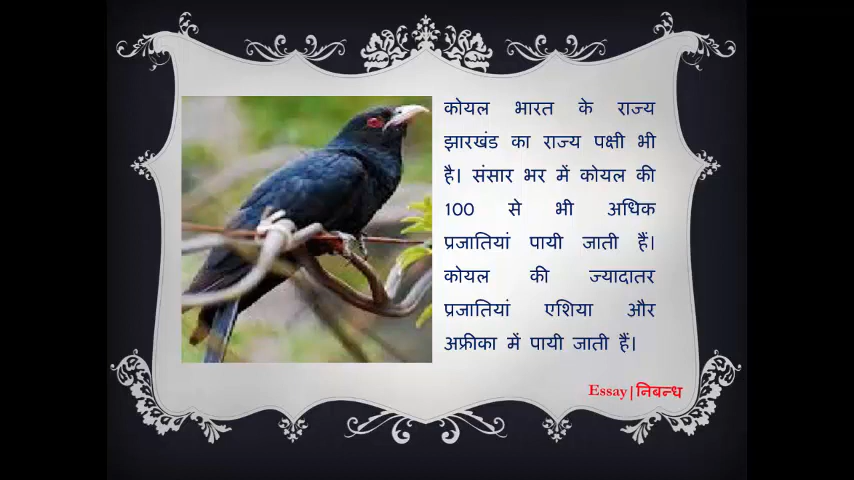 कोयल भारत के राज्य
झारखंड का राज्य पक्षी भी
है। संसार भर में कोयल की
100 से भी अधिक
प्रजातियां पायी जाती हैं।
कोयल की ज्यादातर
प्रजातियां एशिया और
अफ्रीका में पायी जाती हैं।
Essay|निबन्ध